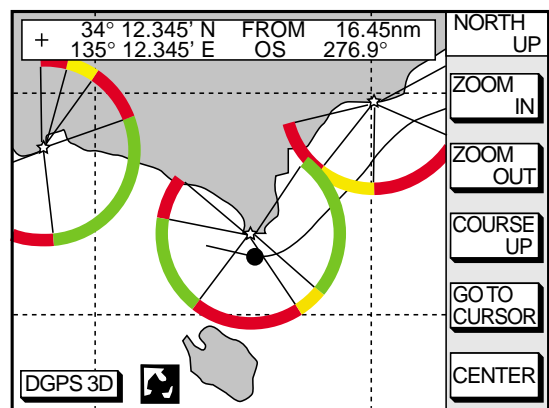 + 34° 12.345' N FROM 16.45nm
135° 12.345' E OS 276.9°
NORTH
UP
ZOOM
IN
ZOOM
OUT
COURSE
UP
GO TO
CURSOR
CENTER
DGPS 3D